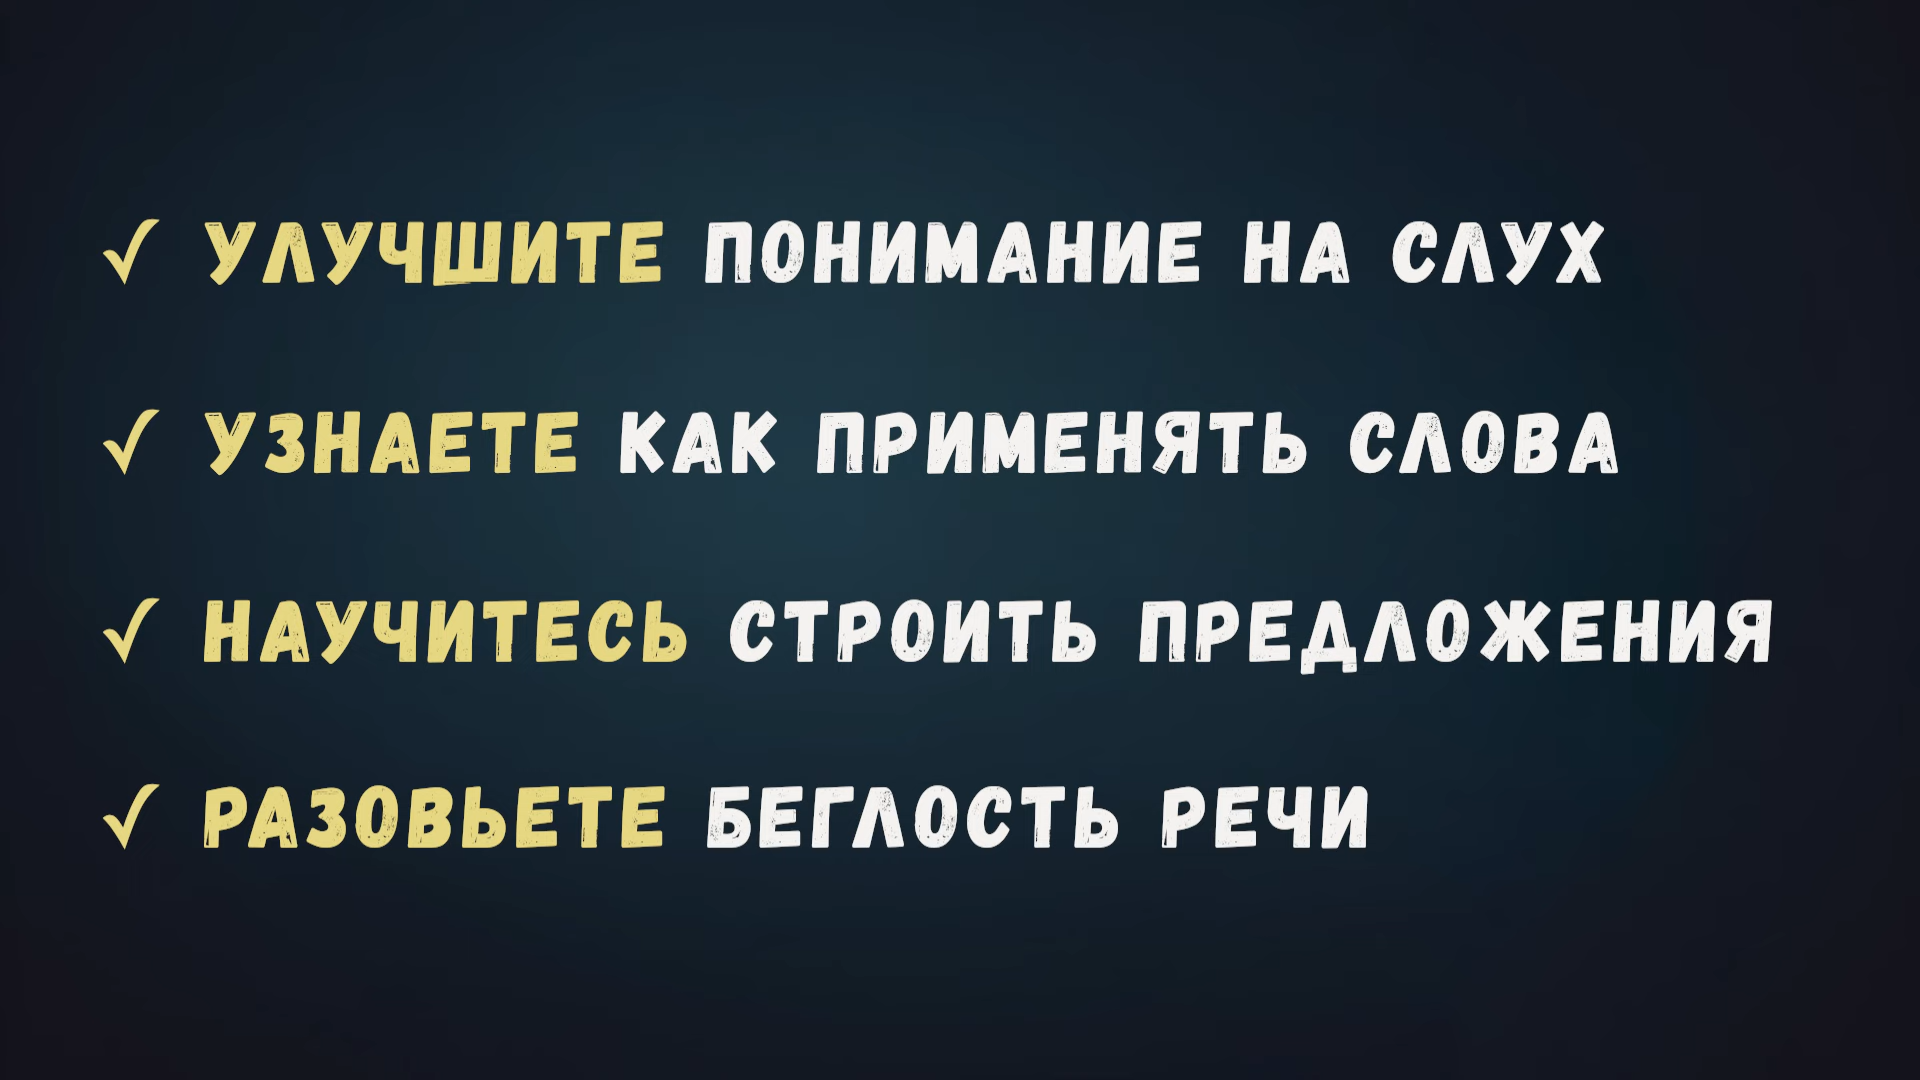 ✓ УЛУЧШИТЕ ПОНИМАНИЕ НА СЛУХ
✓ УЗНАЕТЕ КАК ПРИМЕНЯТЬ СЛОВА
✓ НАУЧИТЕСЬ СТРОИТЬ ПРЕДЛОЖЕНИЯ
✓ РАЗОВЬЕТЕ БЕГЛОСТЬ РЕЧИ